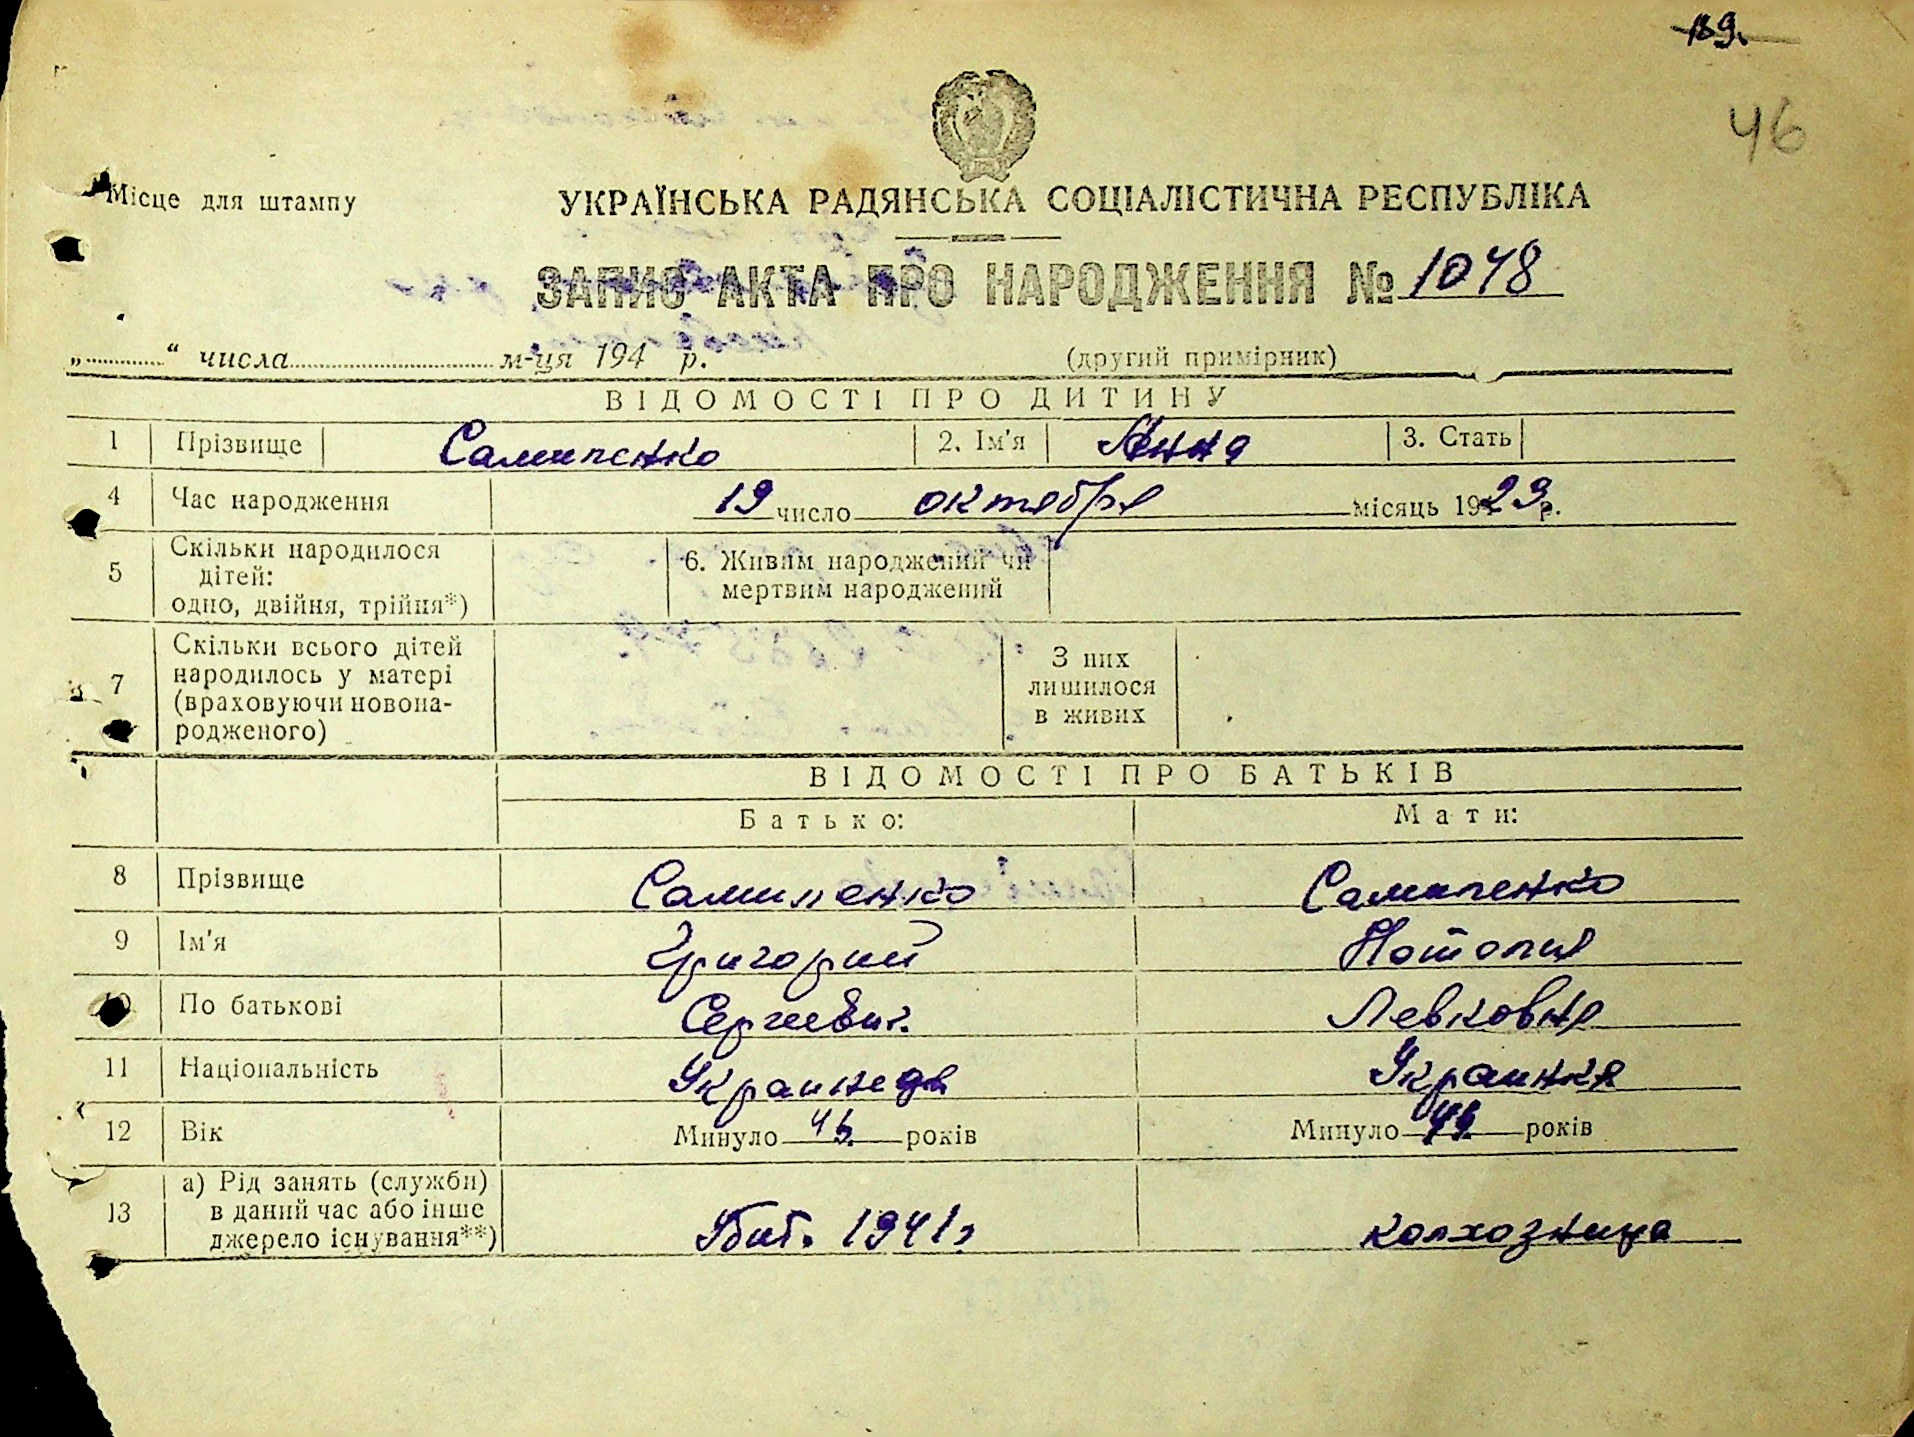 189.
46
Місце для штампу
УКРАЇНСЬКА РАДЯНСЬКА СОЦІАЛІСТИЧНА РЕСПУБЛІКА
ЗАПИС АКТА ПРО НАРОДЖЕННЯ № 1048
„ “ числа м-ця 194 р. (другий примірник)
ВІДОМОСТІ ПРО ДИТИНУ
1 Прізвище Самиленко 2. Ім'я Анна 3. Стать
4 Час народження 19 число октября місяць 1929 р.
5 Скільки народилося дітей: одно, двійня, трійня*) 6. Живим народжений чи мертвим народжений
7 Скільки всього дітей народилось у матері (враховуючи новонародженого) З них лишилося в живих
ВІДОМОСТІ ПРО БАТЬКІВ
Батько: Мати:
8 Прізвище Самиленко Самиленко
9 Ім'я Григорий Наталия
10 По батькові Сергеевич. Левковна
11 Національність Украинец Украинка
12 Вік Минуло років Минуло років
13 а) Рід занять (служби) в даний час або інше джерело існування**) Убит. 1941г колхозница